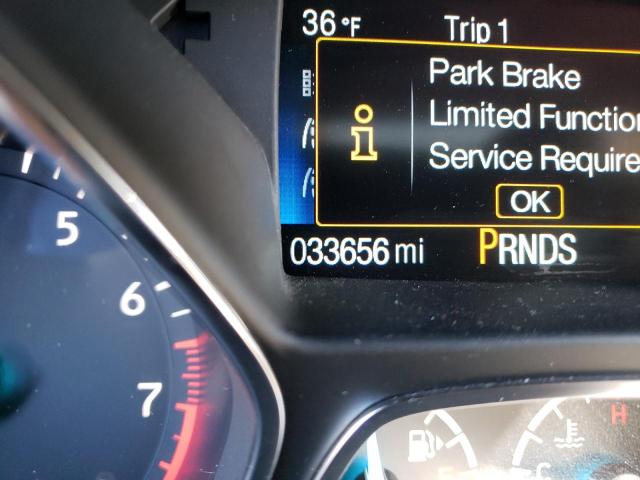 36 °F Trip 1
Park Brake
Limited Function
Service Require
OK
033656 mi PRNDS
5
6
7
H
C